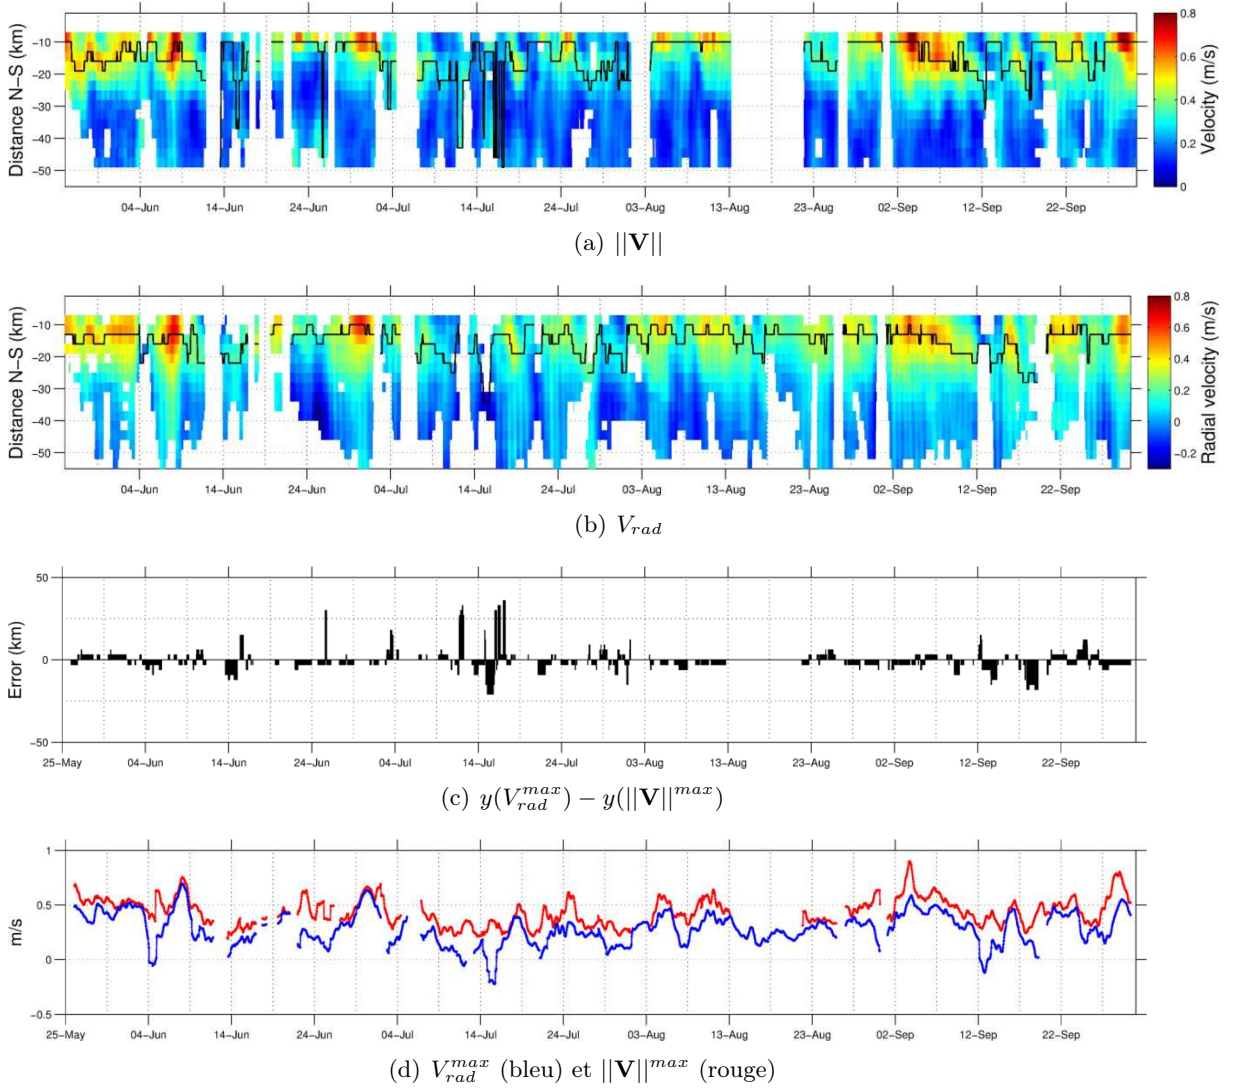 0.8
−10
−20
−30
−40
−50
Distance N−S (km)
0.6
0.4
0.2
0
Velocity (m/s)
04−Jun 14−Jun 24−Jun 04−Jul 14−Jul 24−Jul 03−Aug 13−Aug 23−Aug 02−Sep 12−Sep 22−Sep
(a) ||V||
0.8
−10
−20
−30
−40
−50
Distance N−S (km)
0.6
0.4
0.2
0
−0.2
Radial velocity (m/s)
04−Jun 14−Jun 24−Jun 04−Jul 14−Jul 24−Jul 03−Aug 13−Aug 23−Aug 02−Sep 12−Sep 22−Sep
(b) V_{rad}
50
0
−50
Error (km)
25−May 04−Jun 14−Jun 24−Jun 04−Jul 14−Jul 24−Jul 03−Aug 13−Aug 23−Aug 02−Sep 12−Sep 22−Sep
(c) y(V_{rad}^{max}) − y(||V||^{max})
1
0.5
0
−0.5
m/s
25−May 04−Jun 14−Jun 24−Jun 04−Jul 14−Jul 24−Jul 03−Aug 13−Aug 23−Aug 02−Sep 12−Sep 22−Sep
(d) V_{rad}^{max} (bleu) et ||V||^{max} (rouge)